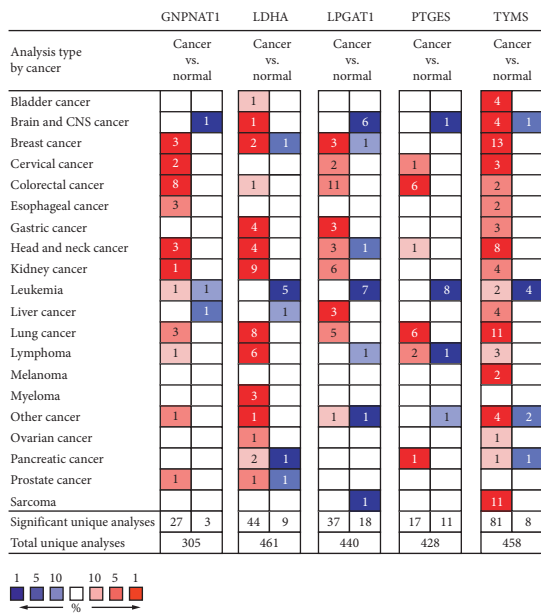 GNPNAT1 LDHA LPGAT1 PTGES TYMS
Analysis type by cancer Cancer vs. normal Cancer vs. normal Cancer vs. normal Cancer vs. normal Cancer vs. normal
Bladder cancer 1 4
Brain and CNS cancer 1 1 6 1 4 1
Breast cancer 3 2 1 3 1 13
Cervical cancer 2 2 1 3
Colorectal cancer 8 1 11 6 2
Esophageal cancer 3 2
Gastric cancer 4 3 3
Head and neck cancer 3 4 3 1 1 8
Kidney cancer 1 9 6 4
Leukemia 1 1 5 7 8 2 4
Liver cancer 1 1 3 4
Lung cancer 3 8 5 6 11
Lymphoma 1 6 1 2 1 3
Melanoma 2
Myeloma 3
Other cancer 1 1 1 1 1 4 2
Ovarian cancer 1 1
Pancreatic cancer 2 1 1 1 1
Prostate cancer 1 1 1
Sarcoma 1 11
Significant unique analyses 27 3 44 9 37 18 17 11 81 8
Total unique analyses 305 461 440 428 458
1 5 10 10 5 1
%